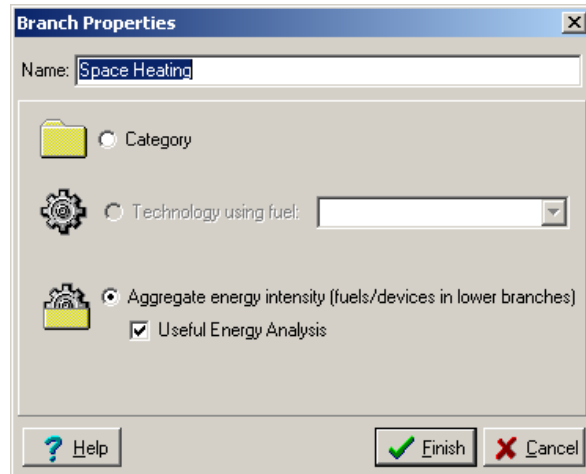 Branch Properties
Name: Space Heating
Category
Technology using fuel:
Aggregate energy intensity (fuels/devices in lower branches)
Useful Energy Analysis
? Help
Finish
Cancel